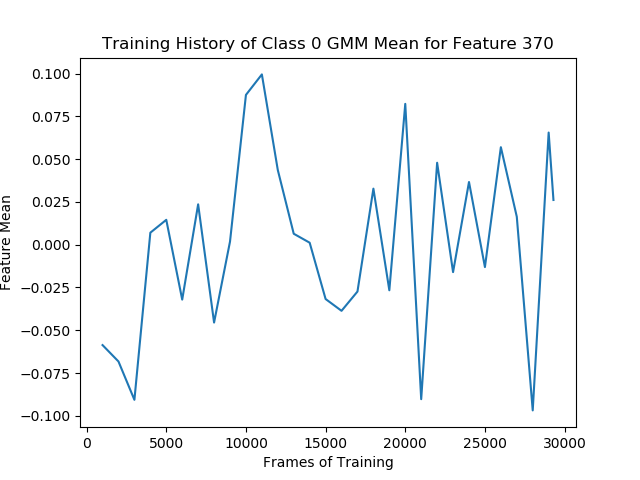 Training History of Class 0 GMM Mean for Feature 370
0.100
0.075
0.050
0.025
0.000
−0.025
−0.050
−0.075
−0.100
Feature Mean
0 5000 10000 15000 20000 25000 30000
Frames of Training